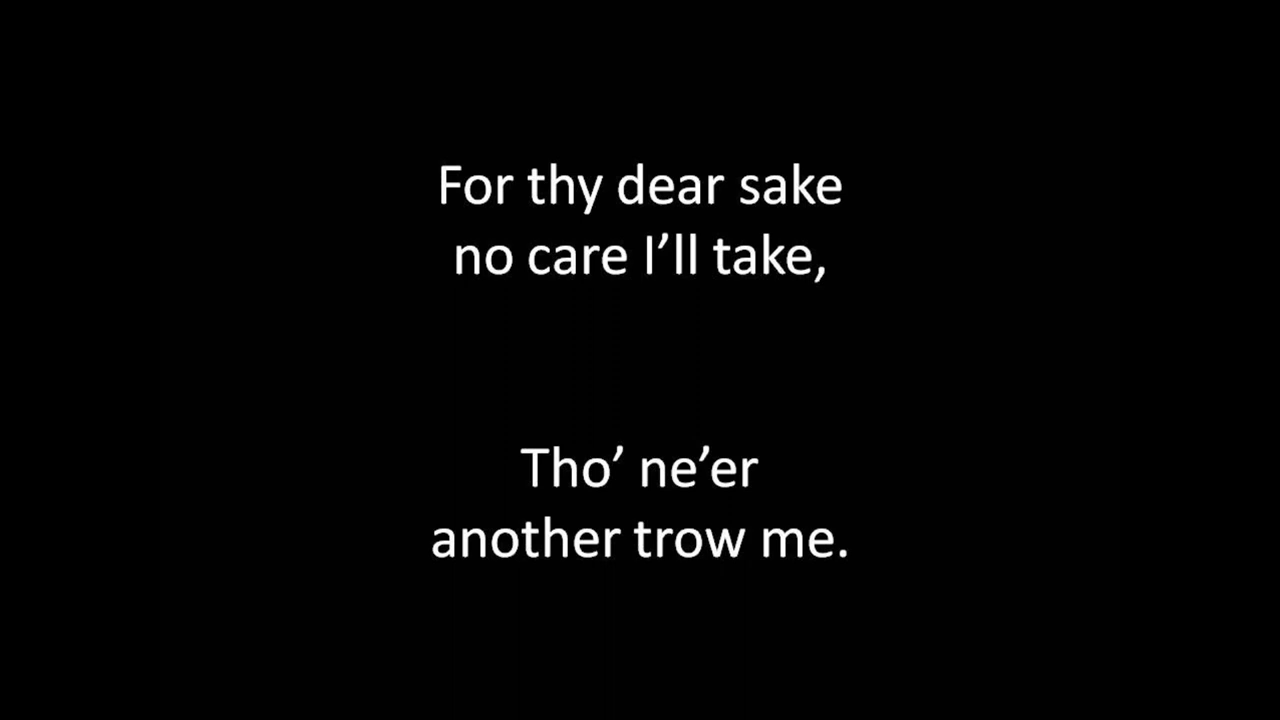 For thy dear sake
no care I’ll take,
Tho’ ne’er
another trow me.